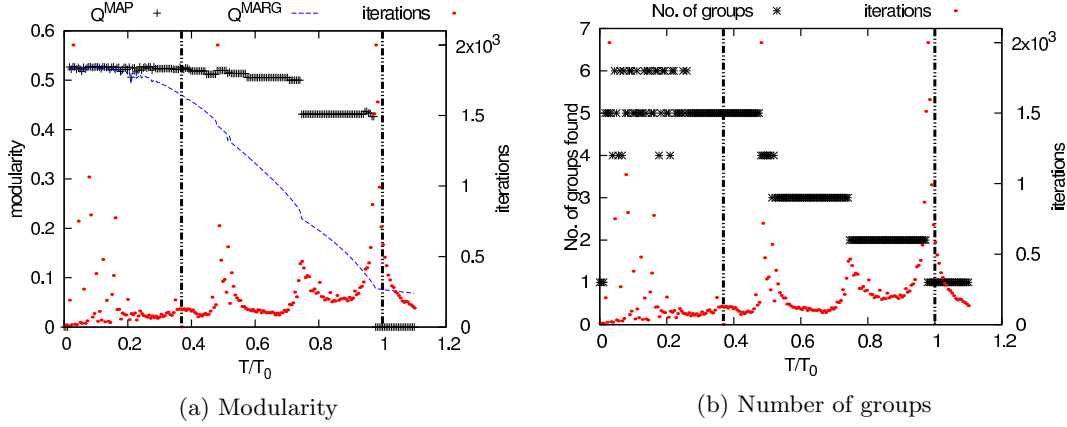 Q^MAP + Q^MARG iterations
0.6
0.5
0.4
0.3
0.2
0.1
0
modularity
2x10³
1.5
1
0.5
0
iterations
0 0.2 0.4 0.6 0.8 1 1.2
T/T₀
(a) Modularity
No. of groups iterations
7
6
5
4
3
2
1
0
No. of groups found
2x10³
1.5
1
0.5
0
iterations
0 0.2 0.4 0.6 0.8 1 1.2
T/T₀
(b) Number of groups